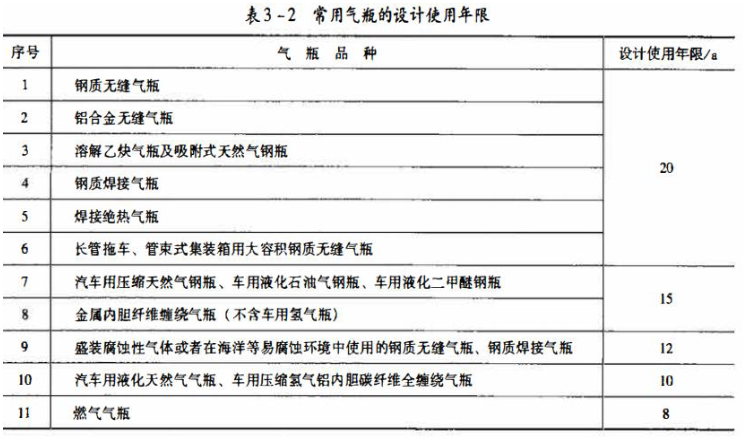 表3-2 常用气瓶的设计使用年限
序号 气瓶品种 设计使用年限/a
1 钢质无缝气瓶
2 铝合金无缝气瓶
3 溶解乙炔气瓶及吸附式天然气钢瓶
20
4 钢质焊接气瓶
5 焊接绝热气瓶
6 长管拖车、管束式集装箱用大容积钢质无缝气瓶
7 汽车用压缩天然气钢瓶、车用液化石油气钢瓶、车用液化二甲醚钢瓶
15
8 金属内胆纤维缠绕气瓶（不含车用氢气瓶）
9 盛装腐蚀性气体或者在海洋等易腐蚀环境中使用的钢质无缝气瓶、钢质焊接气瓶 12
10 汽车用液化天然气气瓶、车用压缩氢气铝内胆碳纤维全缠绕气瓶 10
11 燃气气瓶 8